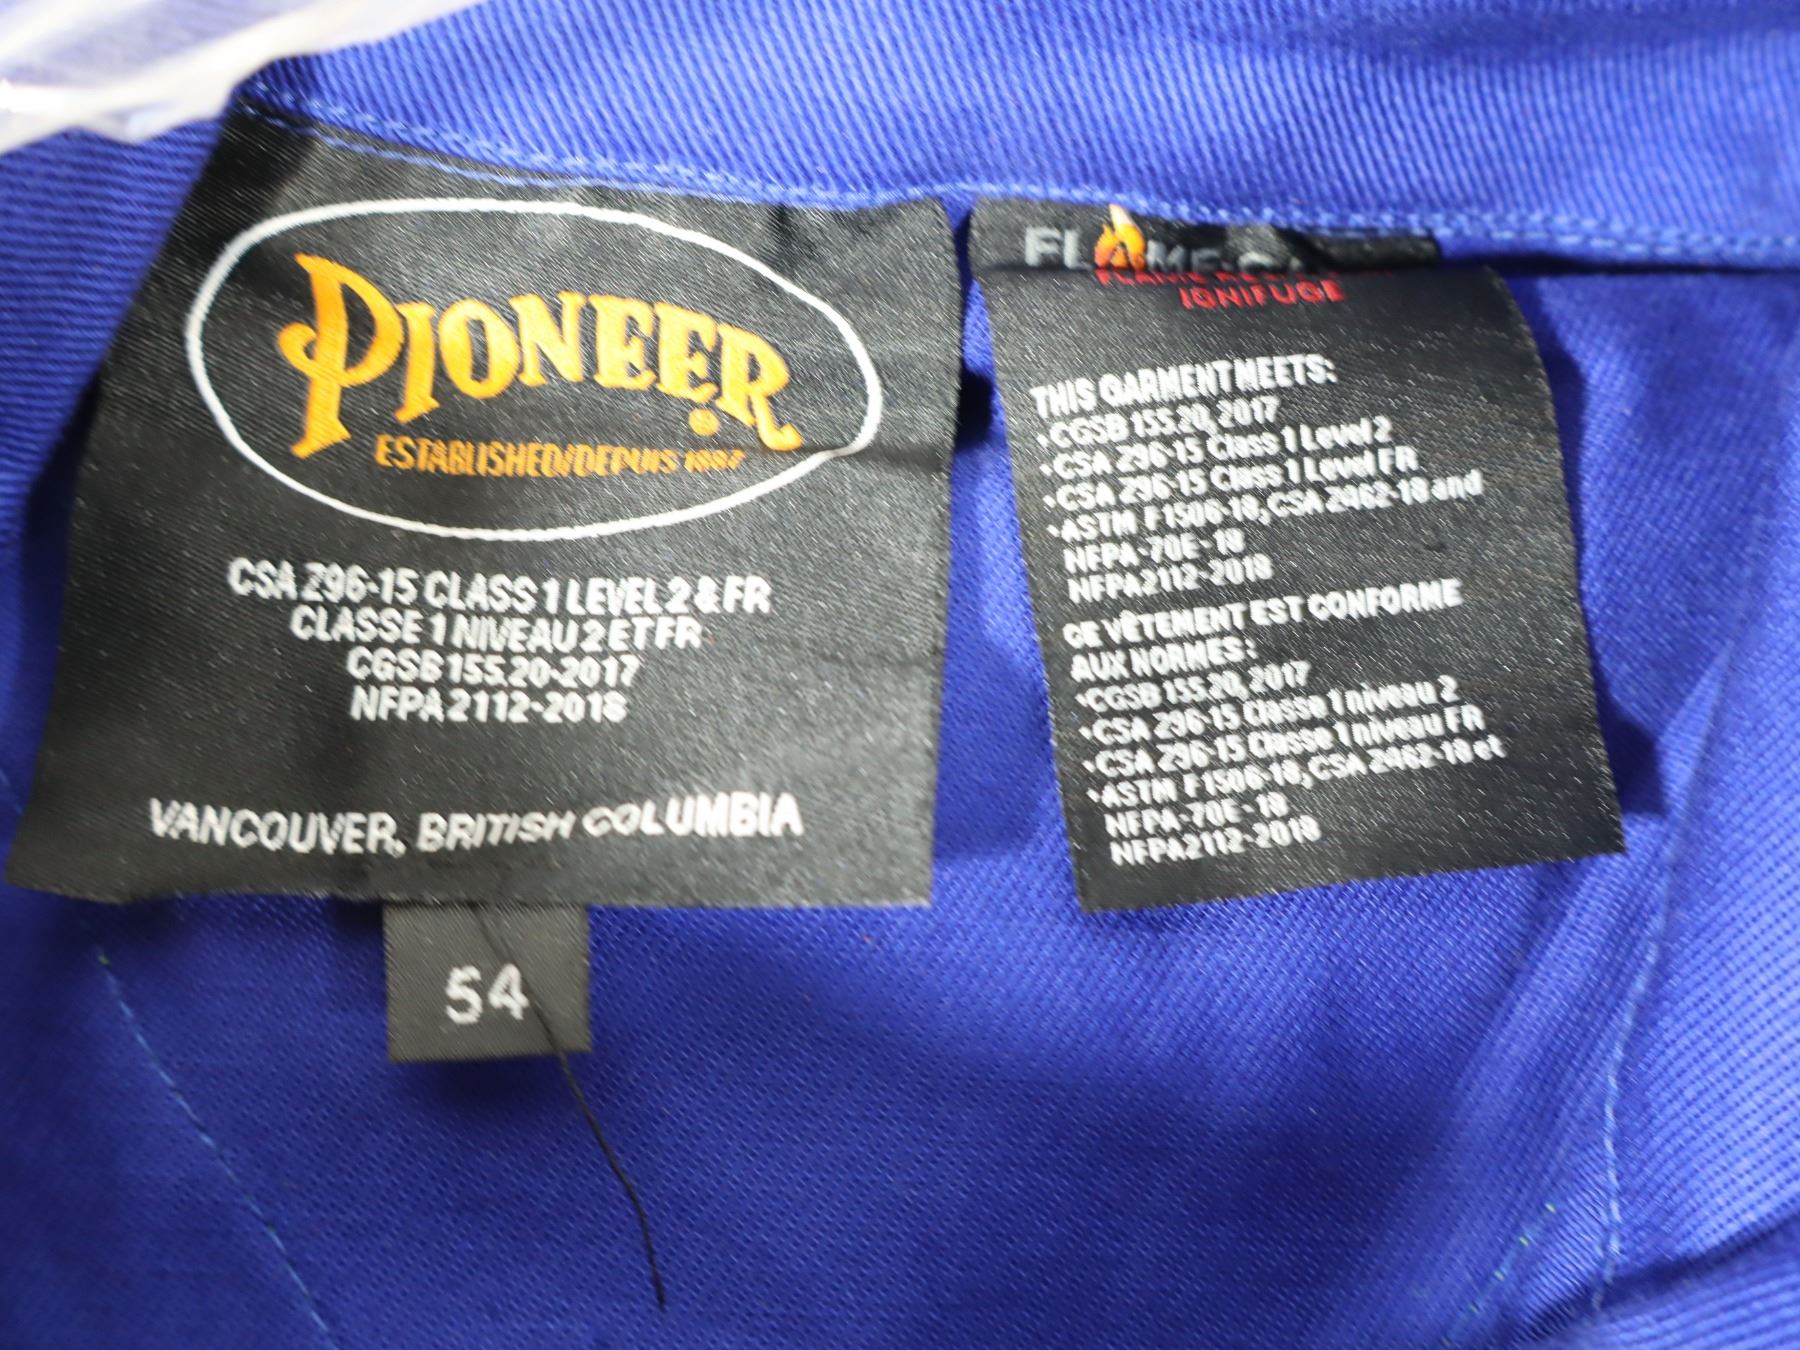 PIONEER
ESTABLISHED/DEPUIS 1887
CSA Z96-15 CLASS 1 LEVEL 2 & FR
CLASSE 1 NIVEAU 2 ET FR
CGSB 155.20-2017
NFPA 2112-2018
VANCOUVER, BRITISH COLUMBIA
54
IGNIFUGE
THIS GARMENT MEETS:
•CGSB 155.20, 2017
•CSA Z96-15 Class 1 Level 2
•CSA Z96-15 Class 1 Level FR
•ASTM F1506-18, CSA Z462-18 and
NFPA-70E-18
NFPA2112-2018
CE VÊTEMENT EST CONFORME
AUX NORMES:
•CGSB 155.20, 2017
•CSA Z96-15 Classe 1 niveau 2
•CSA Z96-15 Classe 1 niveau FR
•ASTM F1506-18, CSA Z462-18 et
NFPA-70E-18
NFPA2112-2018